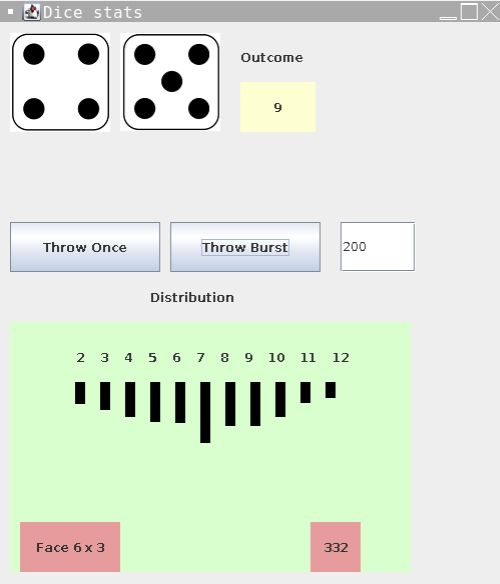 Dice stats
Outcome
9
Throw Once
Throw Burst
200
Distribution
2 3 4 5 6 7 8 9 10 11 12
Face 6 x 3
332